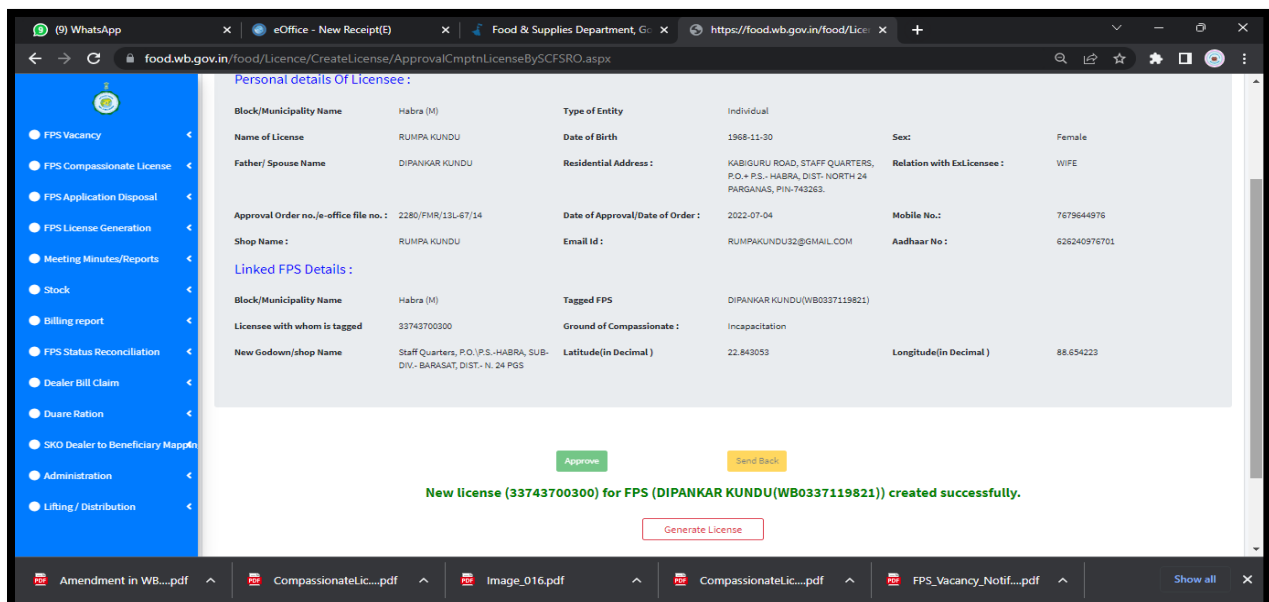 (9) WhatsApp
eOffice - New Receipt(E)
Food & Supplies Department, Go
https://food.wb.gov.in/food/Lice
food.wb.gov.in/food/Licence/CreateLicense/ApprovalCmptnLicenseBySCFSRO.aspx
FPS Vacancy
FPS Compassionate License
FPS Application Disposal
FPS License Generation
Meeting Minutes/Reports
Stock
Billing report
FPS Status Reconciliation
Dealer Bill Claim
Duare Ration
SKO Dealer to Beneficiary Mappin
Administration
Lifting / Distribution
Personal details Of Licensee :
Block/Municipality Name Habra (M) Type of Entity Individual
Name of License RUMPA KUNDU Date of Birth 1968-11-30 Sex: Female
Father/ Spouse Name DIPANKAR KUNDU Residential Address : KABIGURU ROAD, STAFF QUARTERS, Relation with ExLicensee : WIFE
P.O.+ P.S.- HABRA, DIST- NORTH 24
PARGANAS, PIN-743263.
Approval Order no./e-office file no. : 2280/FMR/13L-67/14 Date of Approval/Date of Order : 2022-07-04 Mobile No.: 7679644976
Shop Name : RUMPA KUNDU Email Id : RUMPAKUNDU32@GMAIL.COM Aadhaar No : 626240976701
Linked FPS Details :
Block/Municipality Name Habra (M) Tagged FPS DIPANKAR KUNDU(WB0337119821)
Licensee with whom is tagged 33743700300 Ground of Compassionate : Incapacitation
New Godown/shop Name Staff Quarters, P.O.\P.S.-HABRA, SUB- Latitude(in Decimal ) 22.843053 Longitude(in Decimal ) 88.654223
DIV.- BARASAT, DIST.- N. 24 PGS
Approve Send Back
New license (33743700300) for FPS (DIPANKAR KUNDU(WB0337119821)) created successfully.
Generate License
Amendment in WB....pdf
CompassionateLic....pdf
Image_016.pdf
CompassionateLic....pdf
FPS_Vacancy_Notif....pdf
Show all